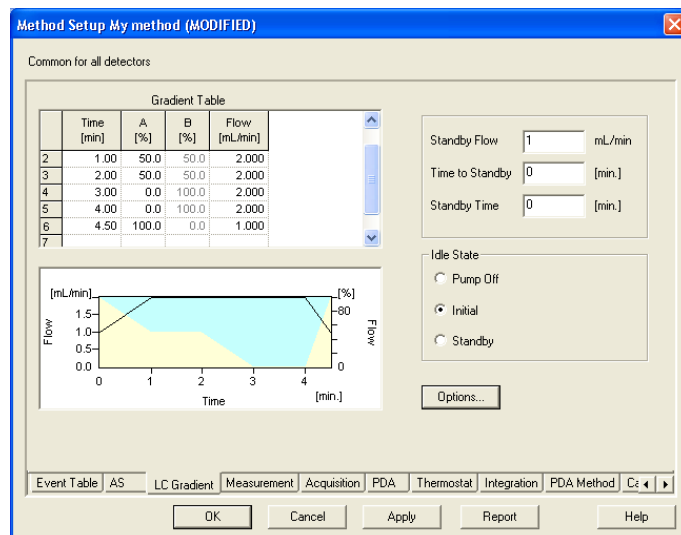 Method Setup My method (MODIFIED)
Common for all detectors
Gradient Table
Time [min] A [%] B [%] Flow [mL/min]
2 1.00 50.0 50.0 2.000
3 2.00 50.0 50.0 2.000
4 3.00 0.0 100.0 2.000
5 4.00 0.0 100.0 2.000
6 4.50 100.0 0.0 1.000
7
Standby Flow 1 mL/min
Time to Standby 0 [min.]
Standby Time 0 [min.]
Idle State
Pump Off
Initial
Standby
[mL/min] [%]
1.5 80
1.0
0.5
0.0 0
Flow Flow
0 1 2 3 4 [min.]
Time
Options...
Event Table AS LC Gradient Measurement Acquisition PDA Thermostat Integration PDA Method
OK Cancel Apply Report Help